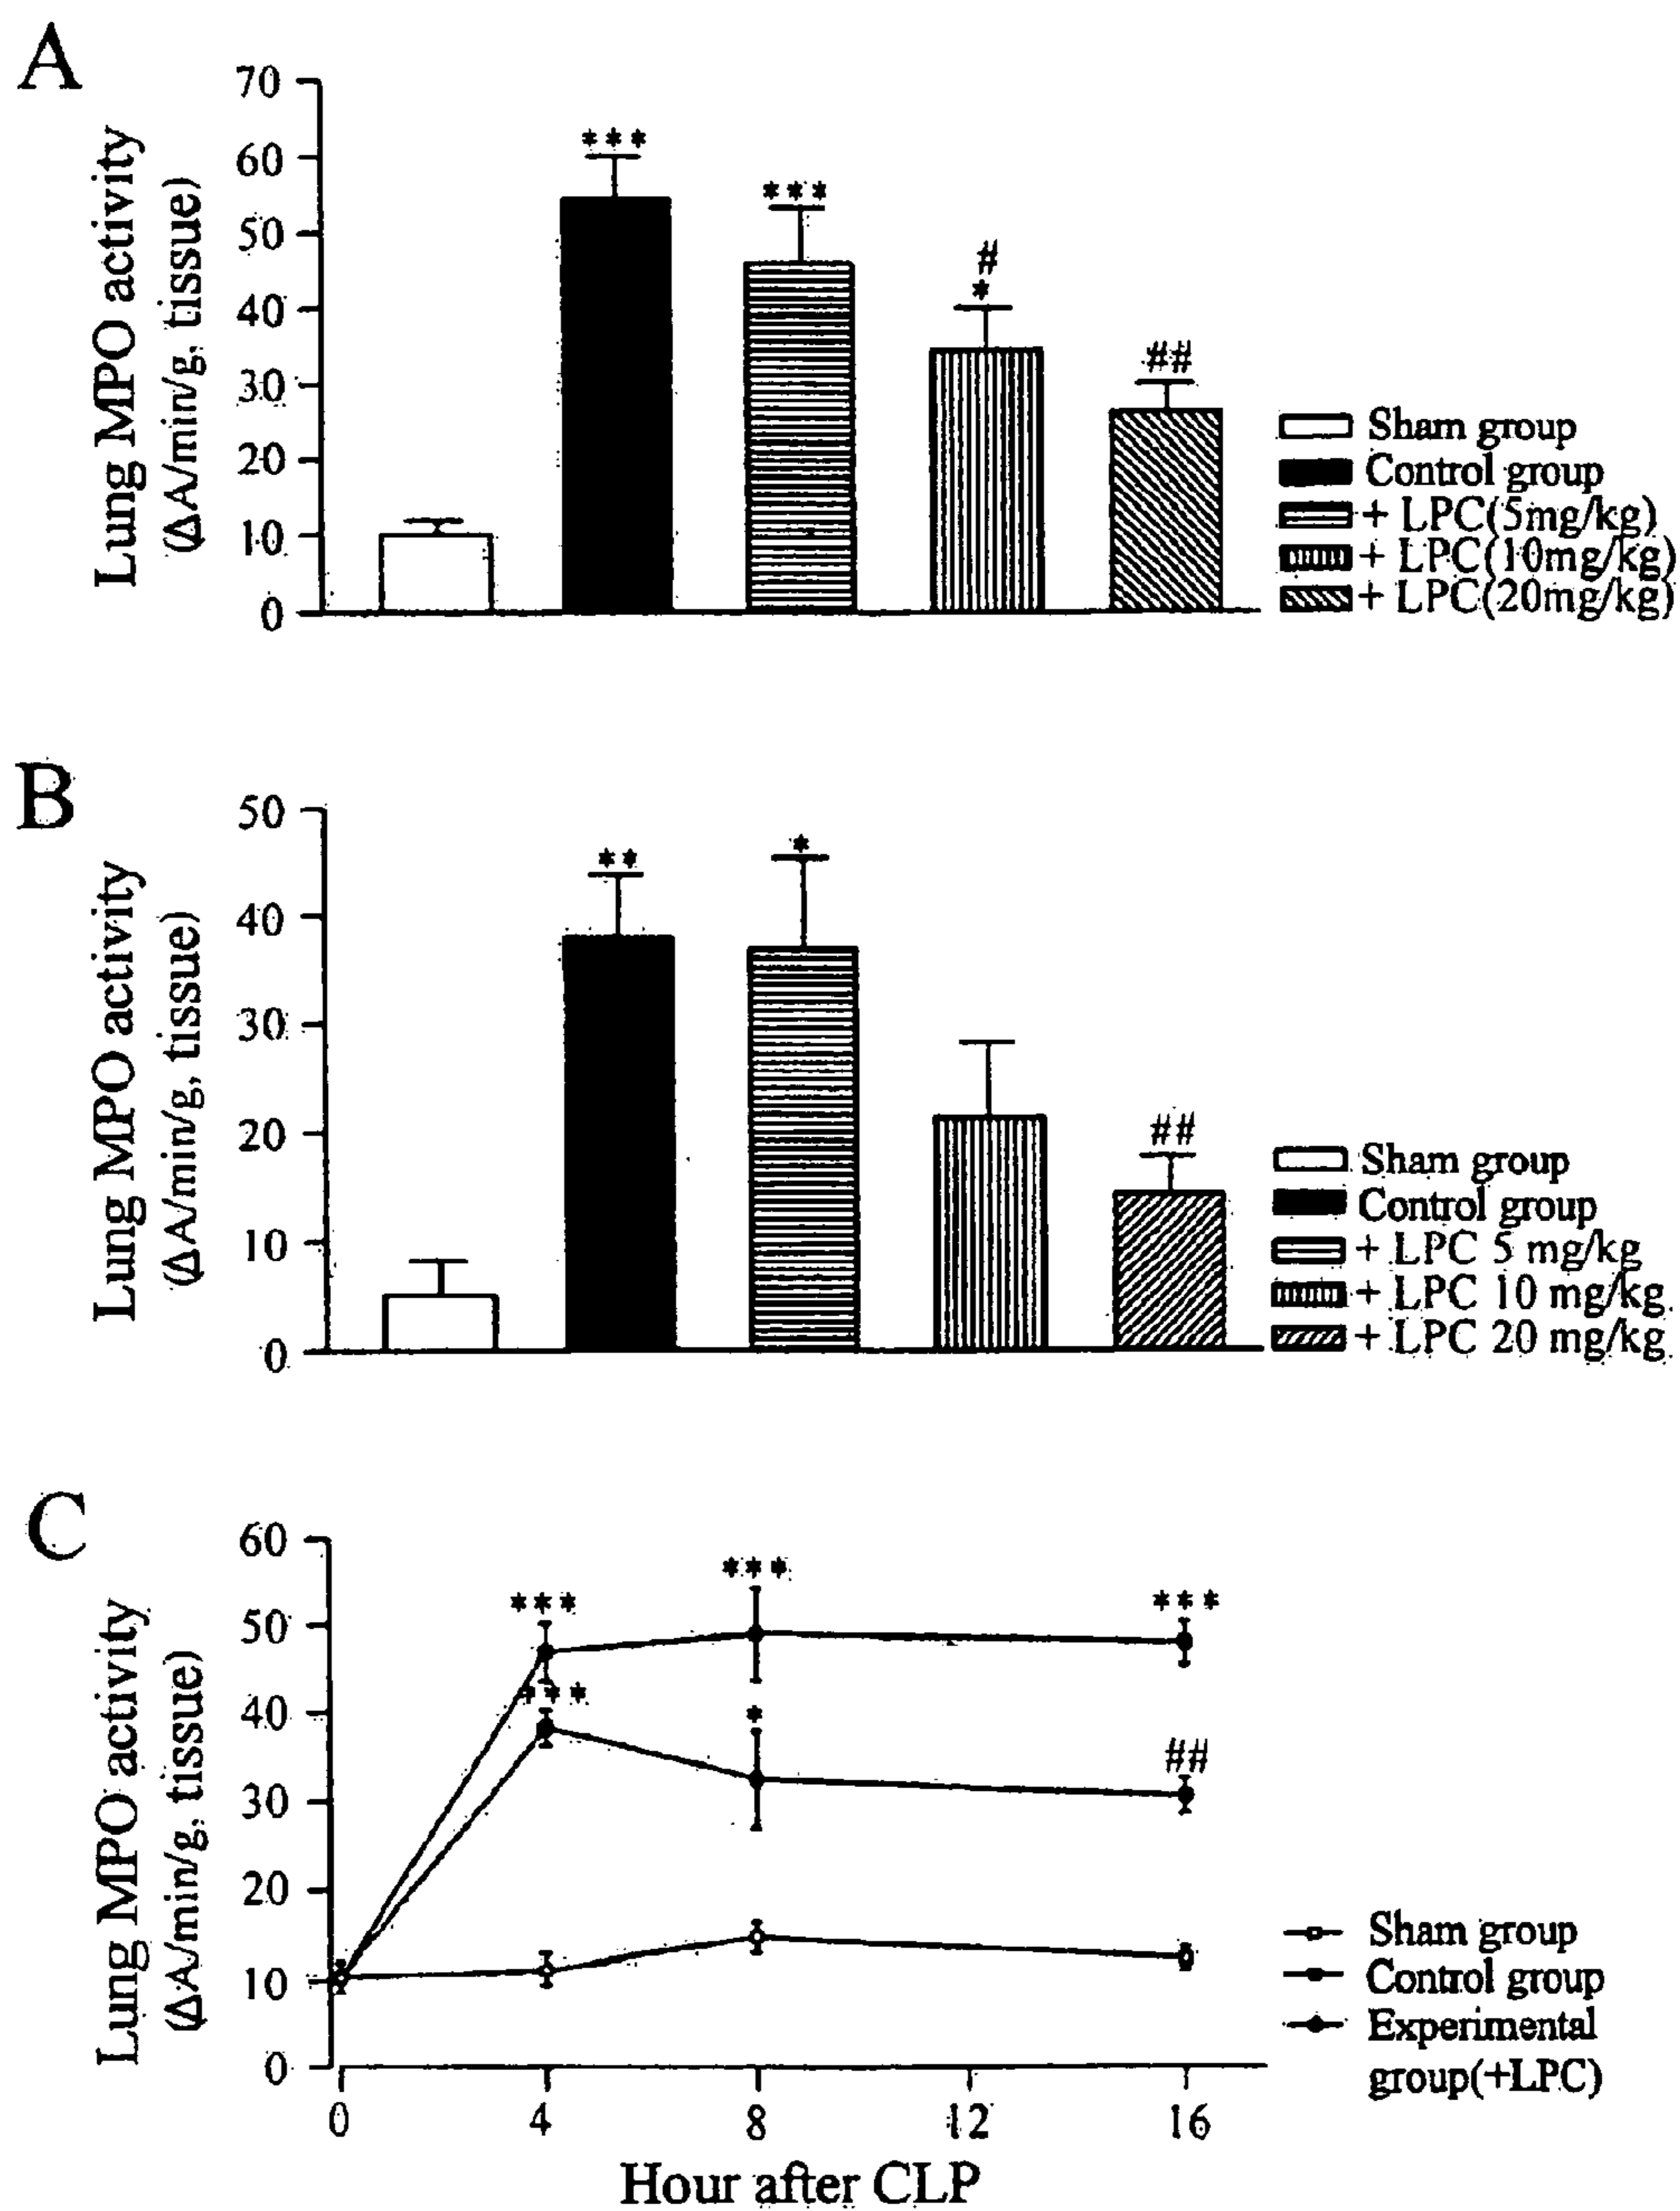 A
Lung MPO activity
(ΔA/min/g, tissue)
70
60
50
40
30
20
10
0
***
***
#
*
##
Sham group
Control group
+ LPC(5mg/kg)
+ LPC(10mg/kg)
+ LPC(20mg/kg)
B
Lung MPO activity
(ΔA/min/g, tissue)
50
40
30
20
10
0
**
*
##
Sham group
Control group
+ LPC 5 mg/kg
+ LPC 10 mg/kg
+ LPC 20 mg/kg
C
Lung MPO activity
(ΔA/min/g, tissue)
60
50
40
30
20
10
0
***
***
***
***
*
##
Sham group
Control group
Experimental
group(+LPC)
0 4 8 12 16
Hour after CLP